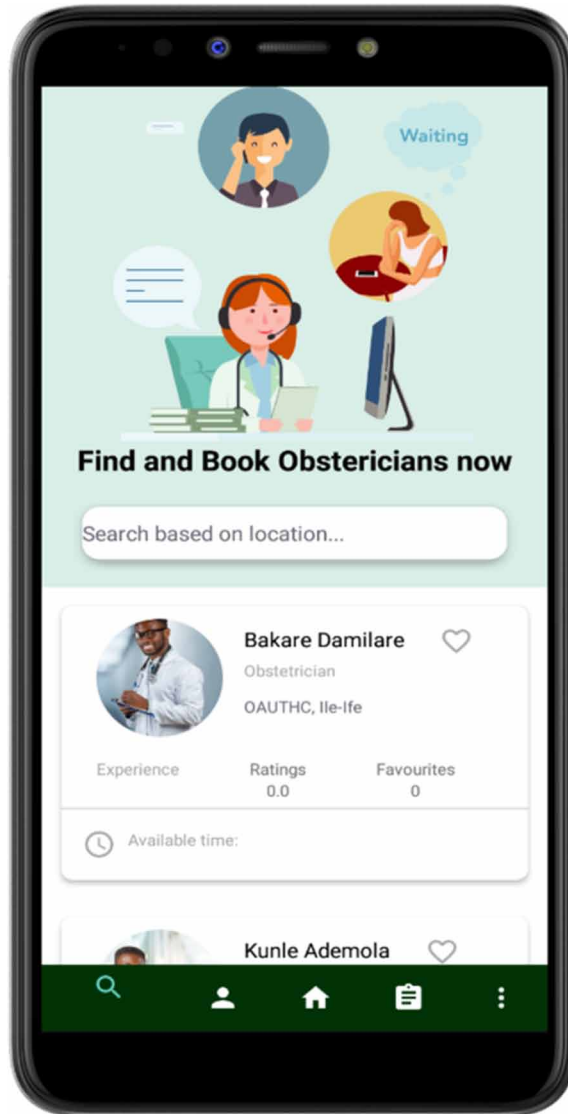 Waiting
Find and Book Obstericians now
Search based on location...
Bakare Damilare
Obstetrician
OAUTHC, Ile-Ife
Experience Ratings Favourites
0.0 0
Available time:
Kunle Ademola